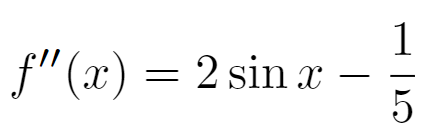 f''(x) = 2 sin x − 1/5